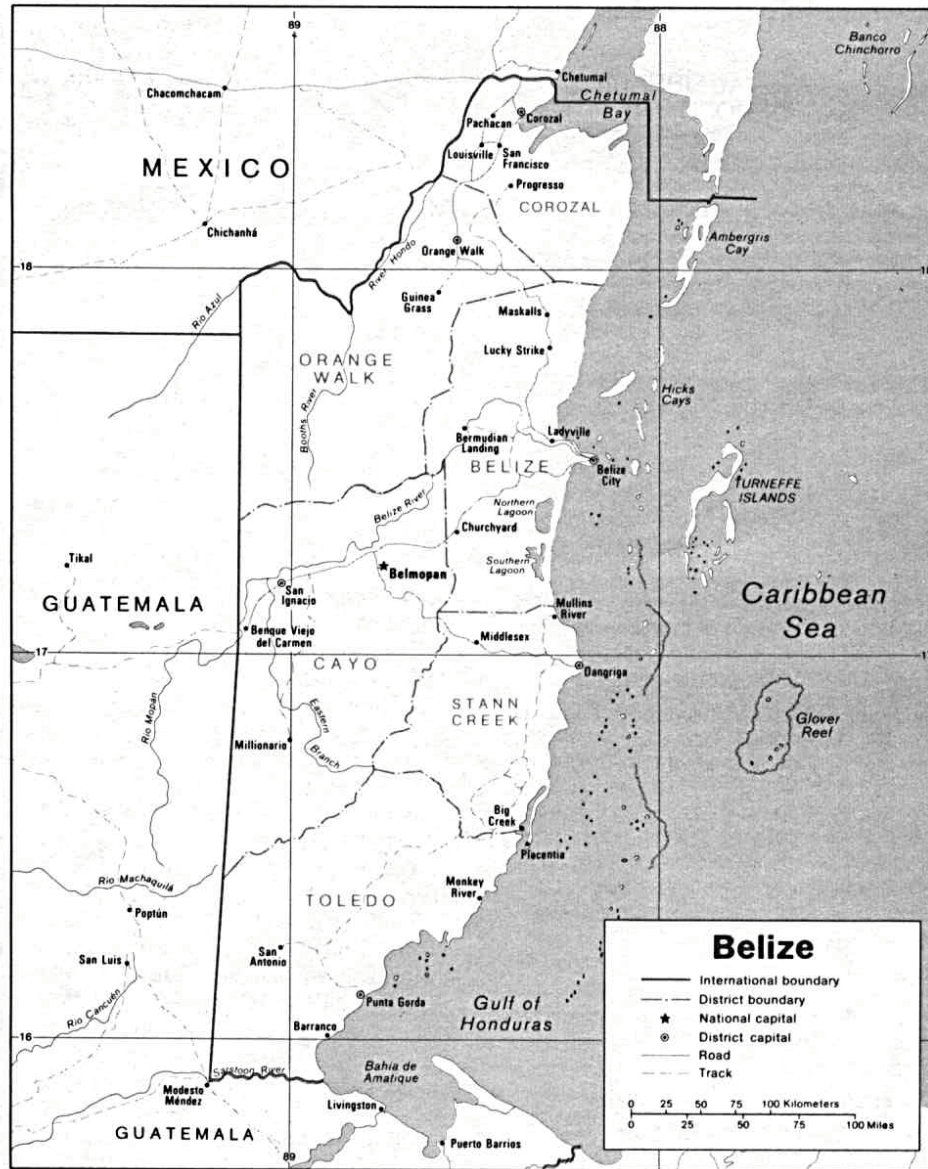 89
88
Banco
Chinchorro
Chetumal
Chacomchacam
Chetumal
Bay
Pachacan
Corozal
MEXICO
Louisville
San
Francisco
Progresso
COROZAL
Chichanhá
Ambergris
Cay
Orange Walk
River Hondo
18
18
Rio Azul
Guinea
Grass
Maskalls
Lucky Strike
ORANGE
WALK
Hicks
Cays
Booths River
Bermudian
Landing
Ladyville
BELIZE
Belize
City
TURNEFFE
ISLANDS
Belize River
Northern
Lagoon
Churchyard
Tikal
Southern
Lagoon
Belmopan
San
Ignacio
GUATEMALA
Caribbean
Sea
Mullins
River
Benque Viejo
del Carmen
Middlesex
17
17
CAYO
Dangriga
STANN
CREEK
Rio Mopán
Eastern
Branch
Millionario
Glover
Reef
Big
Creek
Placentia
Rio Machaquilá
Monkey
River
TOLEDO
Poptún
San
Antonio
San Luis
Punta Gorda
Rio Cancuén
Gulf of
Honduras
Barranco
16
Sarstoon River
Bahia de
Amatique
Modesto
Méndez
Livingston
GUATEMALA
Puerto Barrios
89
Belize
International boundary
District boundary
National capital
District capital
Road
Track
0 25 50 75 100 Kilometers
0 25 50 75 100 Miles